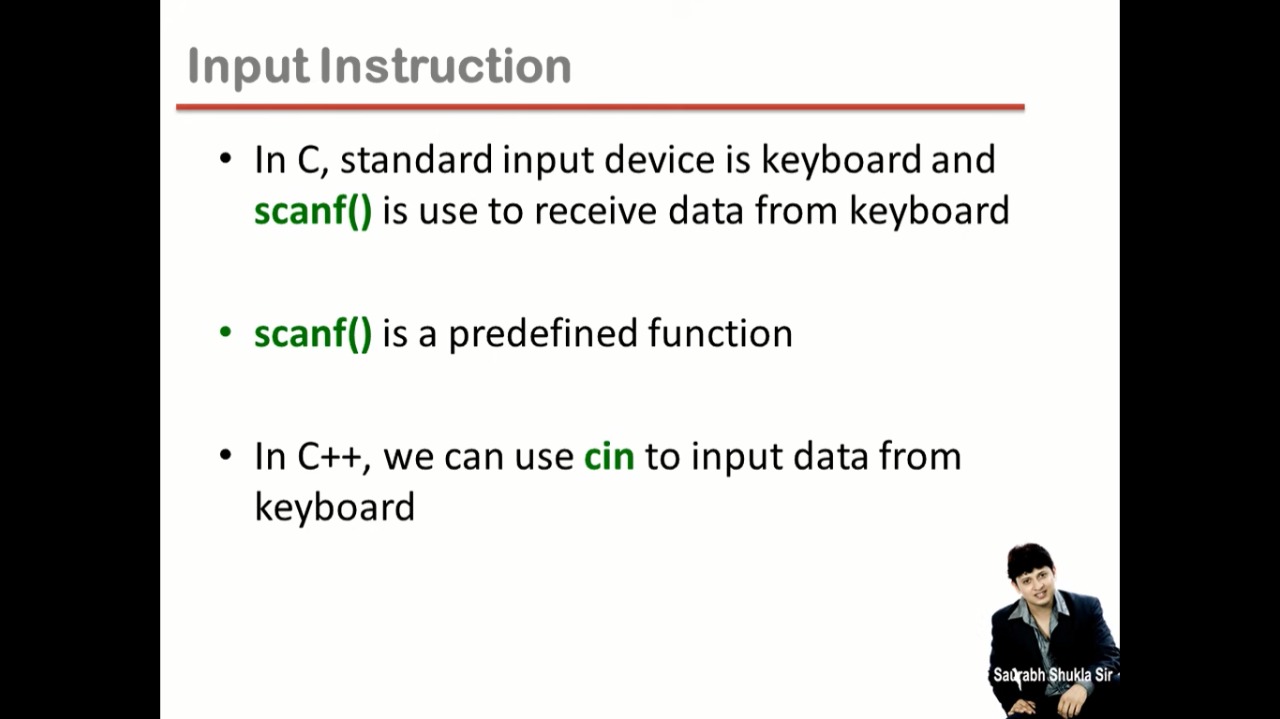 Input Instruction
• In C, standard input device is keyboard and
scanf() is use to receive data from keyboard
• scanf() is a predefined function
• In C++, we can use cin to input data from
keyboard
Saurabh Shukla Sir